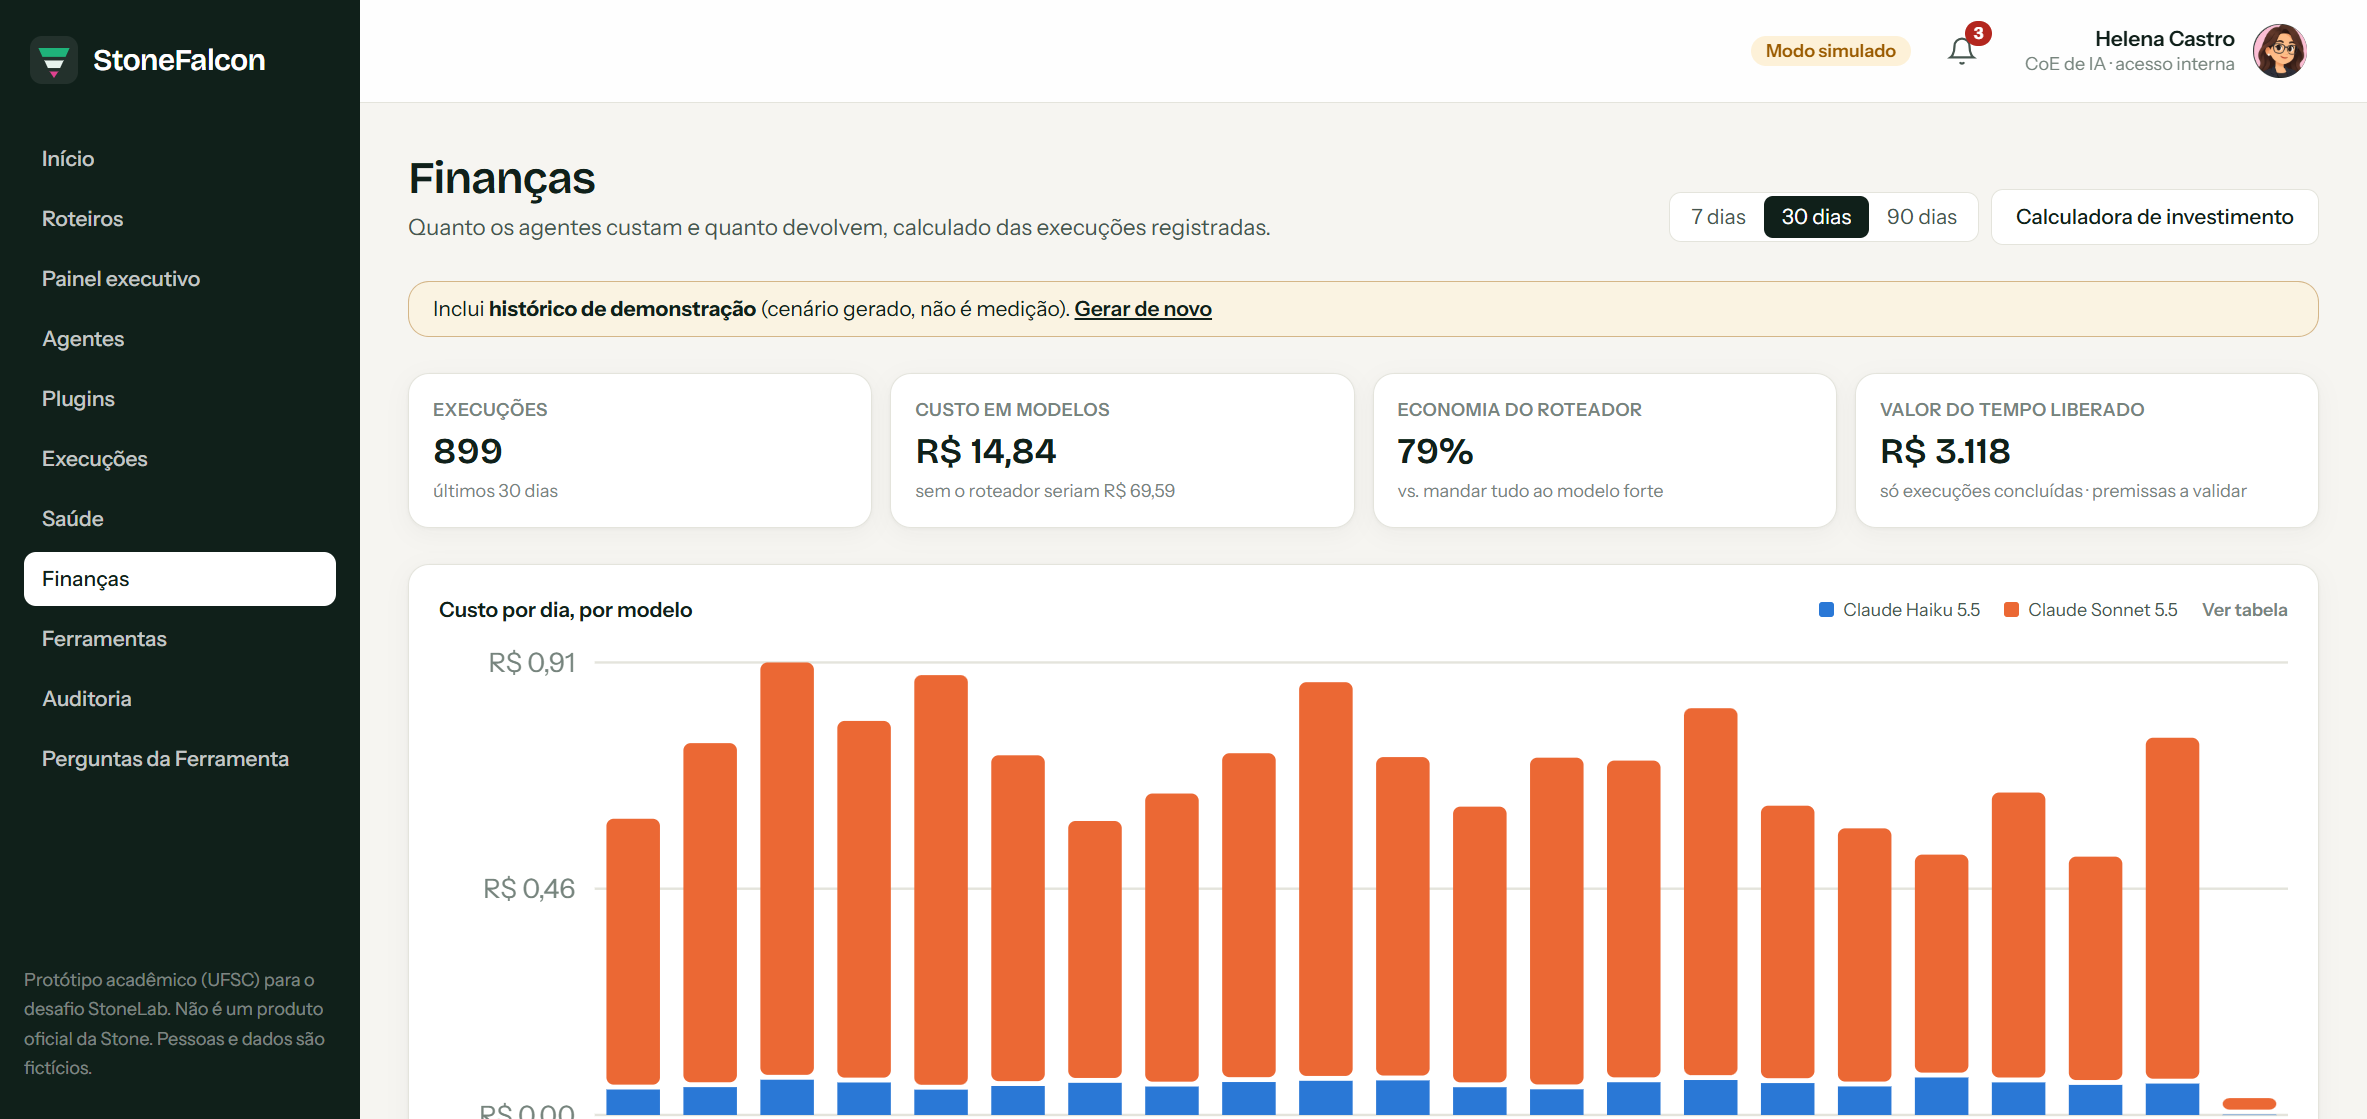 StoneFalcon
Início
Roteiros
Painel executivo
Agentes
Plugins
Execuções
Saúde
Finanças
Ferramentas
Auditoria
Perguntas da Ferramenta
Protótipo acadêmico (UFSC) para o
desafio StoneLab. Não é um produto
oficial da Stone. Pessoas e dados são
fictícios.
Modo simulado
3
Helena Castro
CoE de IA · acesso interna
Finanças
Quanto os agentes custam e quanto devolvem, calculado das execuções registradas.
7 dias
30 dias
90 dias
Calculadora de investimento
Inclui histórico de demonstração (cenário gerado, não é medição). Gerar de novo
EXECUÇÕES
899
últimos 30 dias
CUSTO EM MODELOS
R$ 14,84
sem o roteador seriam R$ 69,59
ECONOMIA DO ROTEADOR
79%
vs. mandar tudo ao modelo forte
VALOR DO TEMPO LIBERADO
R$ 3.118
só execuções concluídas · premissas a validar
Custo por dia, por modelo
Claude Haiku 5.5
Claude Sonnet 5.5
Ver tabela
R$ 0,91
R$ 0,46
R$ 0,00